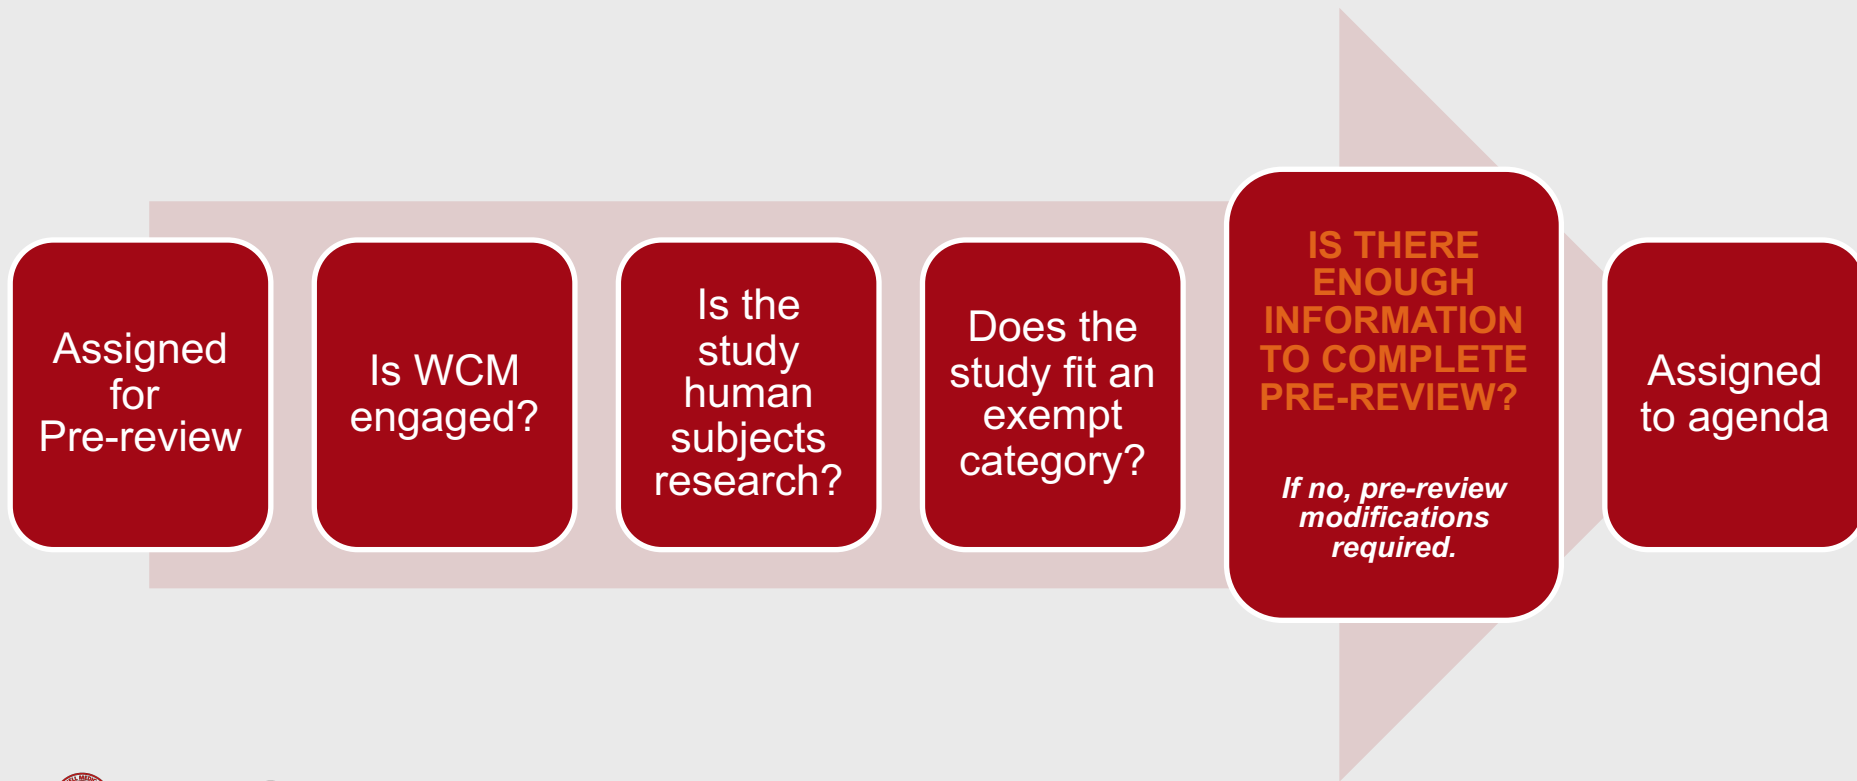 Assigned
for
Pre-review
Is WCM
engaged?
Is the
study
human
subjects
research?
Does the
study fit an
exempt
category?
IS THERE
ENOUGH
INFORMATION
TO COMPLETE
PRE-REVIEW?
If no, pre-review
modifications
required.
Assigned
to agenda